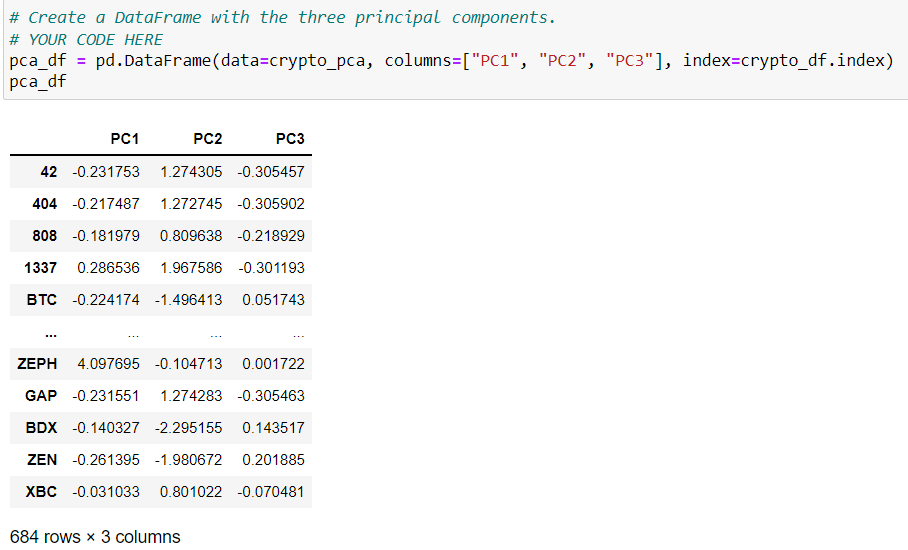 # Create a DataFrame with the three principal components.
# YOUR CODE HERE
pca_df = pd.DataFrame(data=crypto_pca, columns=["PC1", "PC2", "PC3"], index=crypto_df.index)
pca_df
PC1 PC2 PC3
42 -0.231753 1.274305 -0.305457
404 -0.217487 1.272745 -0.305902
808 -0.181979 0.809638 -0.218929
1337 0.286536 1.967586 -0.301193
BTC -0.224174 -1.496413 0.051743
... ... ... ...
ZEPH 4.097695 -0.104713 0.001722
GAP -0.231551 1.274283 -0.305463
BDX -0.140327 -2.295155 0.143517
ZEN -0.261395 -1.980672 0.201885
XBC -0.031033 0.801022 -0.070481
684 rows × 3 columns